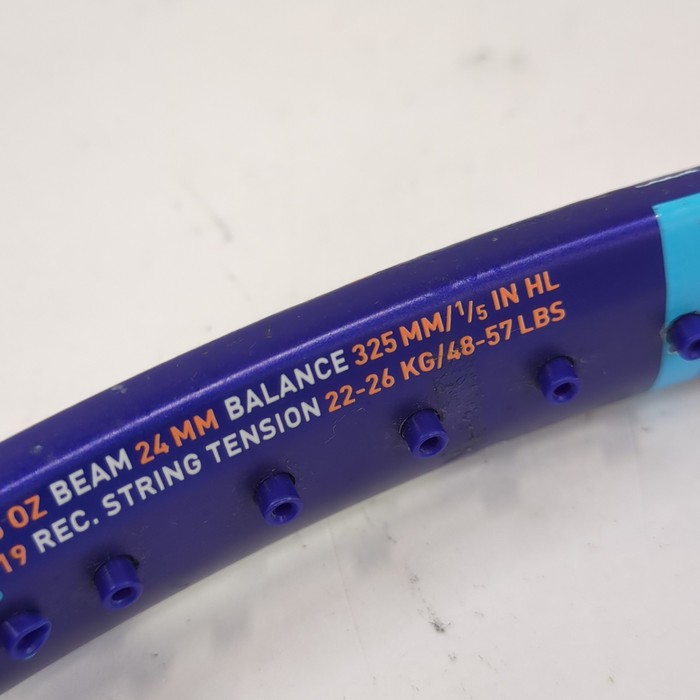 OZ BEAM 24 MM BALANCE 325 MM/ 1/5 IN HL
19 REC. STRING TENSION 22-26 KG/48-57 LBS